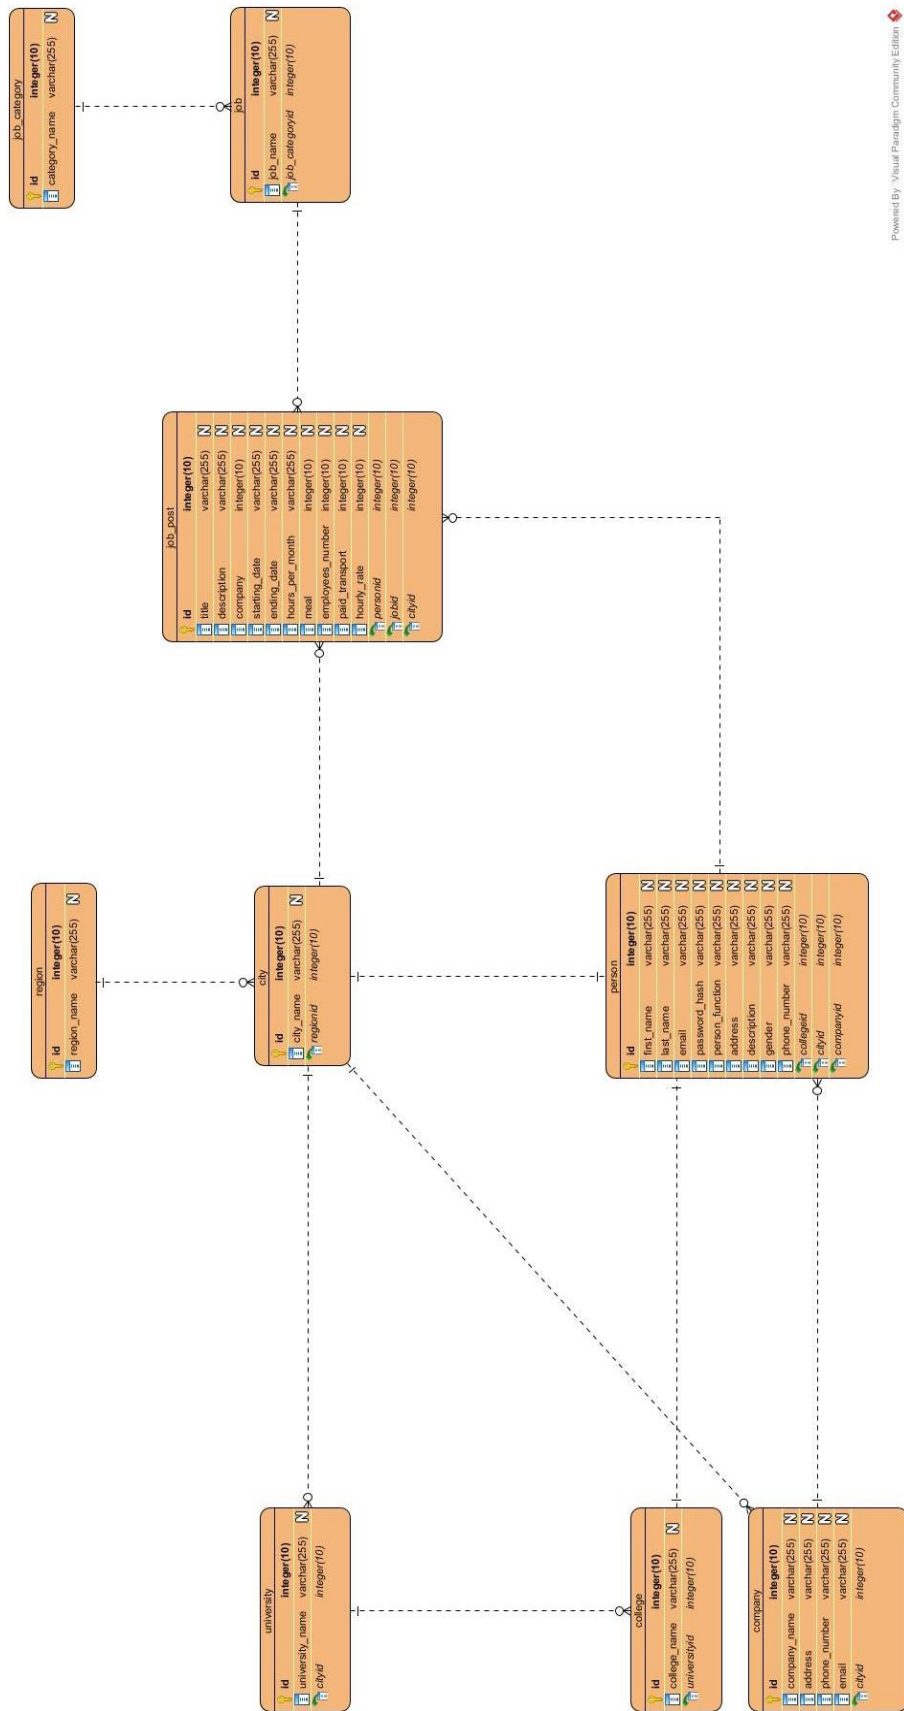 university
id integer(10)
university_name varchar(255) N
cityid integer(10)
college
id integer(10)
college_name varchar(255) N
universityid integer(10)
company
id integer(10)
company_name varchar(255) N
address varchar(255) N
phone_number varchar(255) N
email varchar(255) N
cityid integer(10)
region
id integer(10)
region_name varchar(255) N
city
id integer(10)
city_name varchar(255) N
regionid integer(10)
person
id integer(10)
first_name varchar(255) N
last_name varchar(255) N
email varchar(255) N
password_hash varchar(255) N
person_function varchar(255) N
address varchar(255) N
description varchar(255) N
gender varchar(255) N
phone_number varchar(255) N
collegeid integer(10)
cityid integer(10)
companyid integer(10)
job_post
id integer(10)
title varchar(255) N
description varchar(255) N
company integer(10) N
starting_date varchar(255) N
ending_date varchar(255) N
hours_per_month varchar(255) N
meal integer(10) N
employees_number integer(10) N
paid_transport integer(10) N
hourly_rate integer(10) N
personid integer(10)
jobid integer(10)
cityid integer(10)
job_category
id integer(10)
category_name varchar(255) N
job
id integer(10)
job_name varchar(255) N
job_categoryid integer(10)
Powered By Visual Paradigm Community Edition